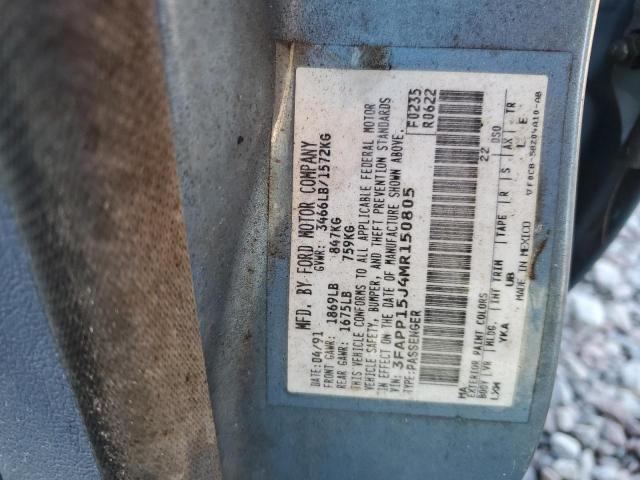 MFD. BY FORD MOTOR COMPANY
DATE: 04/91 GVWR: 3466LB/1572KG
FRONT GAWR: 1869LB 847KG
REAR GAWR: 1675LB 759KG
THIS VEHICLE CONFORMS TO ALL APPLICABLE FEDERAL MOTOR
VEHICLE SAFETY, BUMPER, AND THEFT PREVENTION STANDARDS
IN EFFECT ON THE DATE OF MANUFACTURE SHOWN ABOVE.
VIN: 3FAPP15J4MR150805 F0235
TYPE: PASSENGER R0622
MA 22 DSO
EXTERIOR PAINT COLORS
BODY VR MLDG. INT TRIM TAPE R S AX TR
LXM YKA UB L E
MADE IN MEXICO